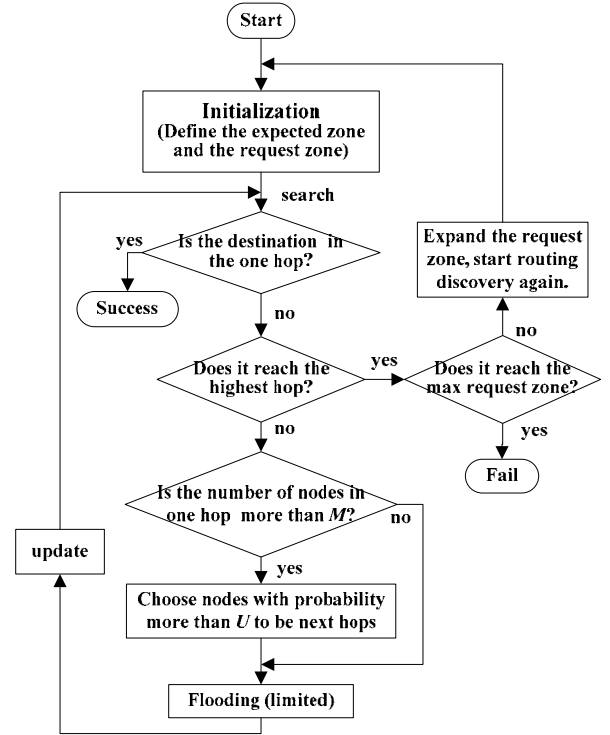 Start
Initialization
(Define the expected zone
and the request zone)
search
Is the destination in
the one hop?
yes
Success
no
Does it reach the
highest hop?
yes
Expand the request
zone, start routing
discovery again.
no
Does it reach the
max request zone?
yes
Fail
no
Is the number of nodes in
one hop more than M?
no
yes
update
Choose nodes with probability
more than U to be next hops
Flooding (limited)